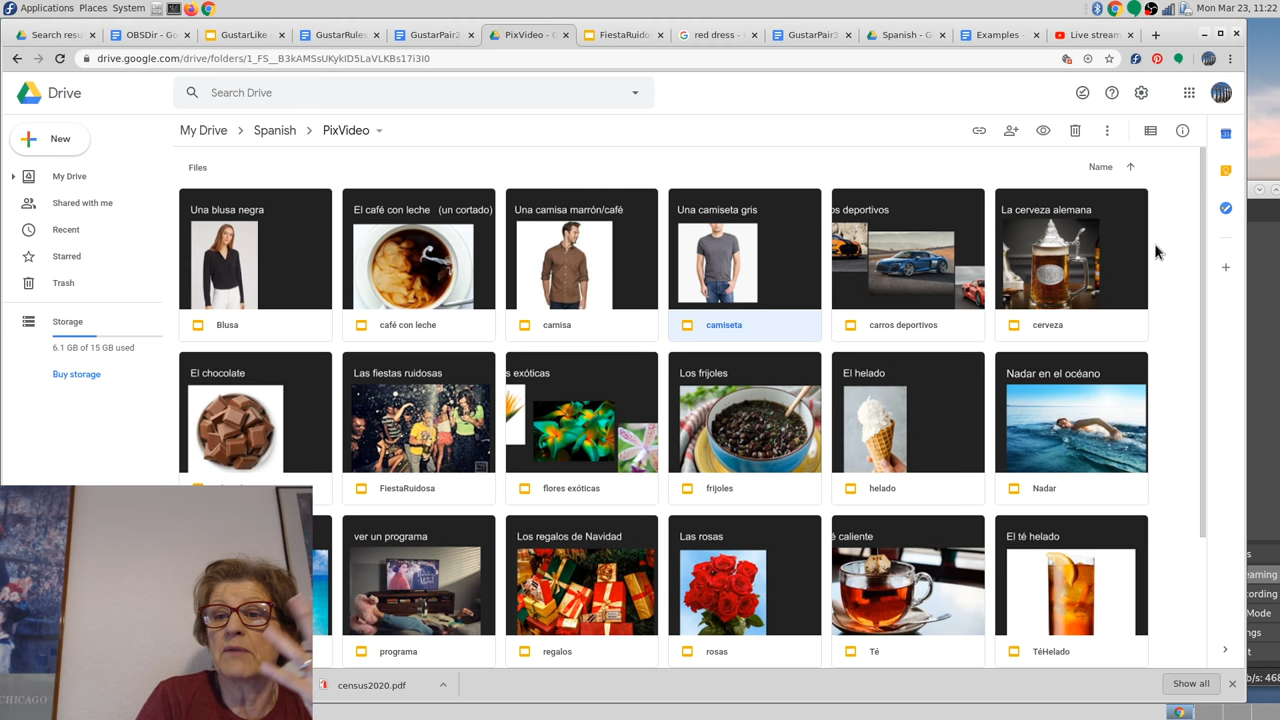 Applications Places System
Mon Mar 23, 11:22
Search resu
OBSDir - Go
GustarLike
GustarRules
GustarPair2
PixVideo - G
FiestaRuido
red dress -
GustarPair3
Spanish - G
Examples -
Live stream
drive.google.com/drive/folders/1_FS__B3kAMSsUKykID5LaVLKBs17i3I0
Drive
Search Drive
New
My Drive
Spanish
PixVideo
My Drive
Shared with me
Recent
Starred
Trash
Storage
6.1 GB of 15 GB used
Buy storage
Files
Name
Una blusa negra
El café con leche (un cortado)
Una camisa marrón/café
Una camiseta gris
os deportivos
La cerveza alemana
Blusa
café con leche
camisa
camiseta
carros deportivos
cerveza
El chocolate
Las fiestas ruidosas
s exóticas
Los frijoles
El helado
Nadar en el océano
FiestaRuidosa
flores exóticas
frijoles
helado
Nadar
ver un programa
Los regalos de Navidad
Las rosas
é caliente
El té helado
programa
regalos
rosas
Té
TéHelado
CHICAGO
census2020.pdf
Show all
s
eaming
cording
Mode
ngs
t
b/s: 468